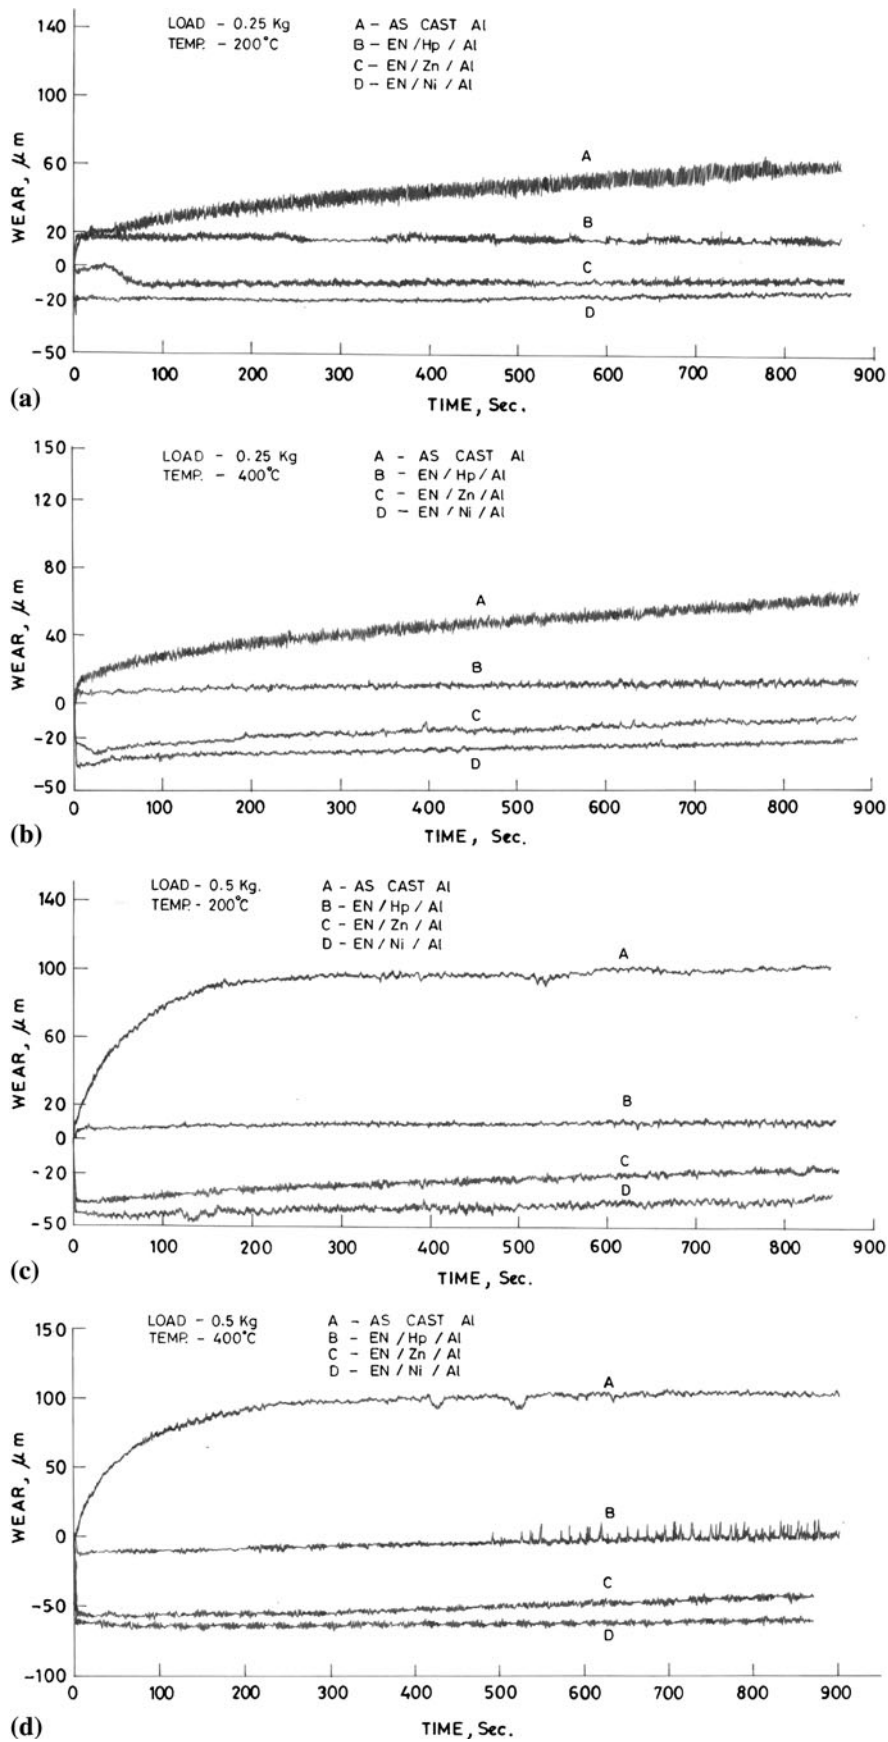 LOAD - 0.25 Kg
TEMP. - 200°C
A - AS CAST Al
B - EN / Hp / Al
C - EN / Zn / Al
D - EN / Ni / Al
WEAR, μm
140
100
60
20
0
-20
-50
A
B
C
D
0 100 200 300 400 500 600 700 800 900
TIME, Sec.
(a)
LOAD - 0.25 Kg
TEMP. - 400°C
A - AS CAST Al
B - EN / Hp / Al
C - EN / Zn / Al
D - EN / Ni / Al
WEAR, μm
150
120
80
40
0
-20
-50
A
B
C
D
0 100 200 300 400 500 600 700 800 900
TIME, Sec.
(b)
LOAD - 0.5 Kg.
TEMP. - 200°C
A - AS CAST Al
B - EN / Hp / Al
C - EN / Zn / Al
D - EN / Ni / Al
WEAR, μm
140
100
60
20
0
-20
-50
A
B
C
D
0 100 200 300 400 500 600 700 800 900
TIME, Sec.
(c)
LOAD - 0.5 Kg
TEMP. - 400°C
A - AS CAST Al
B - EN / Hp / Al
C - EN / Zn / Al
D - EN / Ni / Al
WEAR, μm
150
100
50
0
-50
-100
A
B
C
D
0 100 200 300 400 500 600 700 800 900
TIME, Sec.
(d)